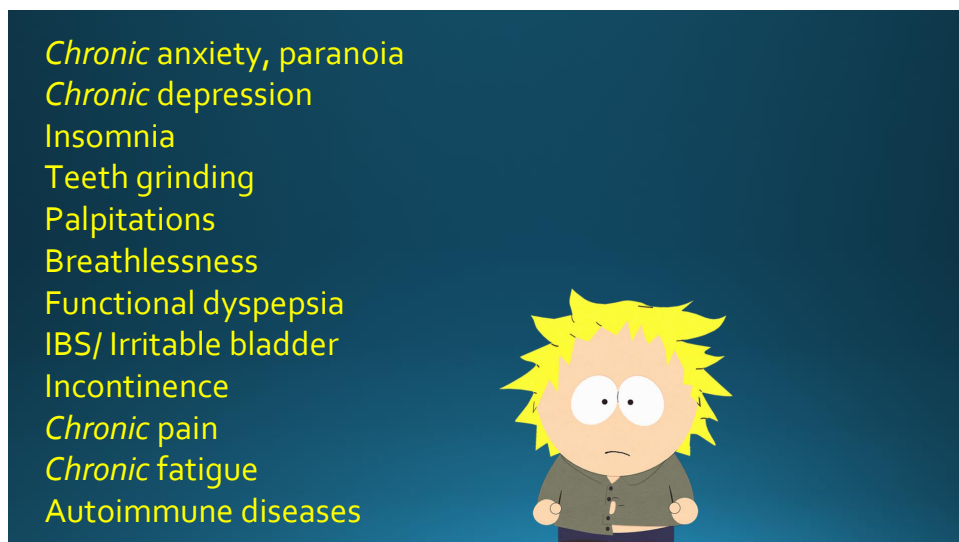 Chronic anxiety, paranoia
Chronic depression
Insomnia
Teeth grinding
Palpitations
Breathlessness
Functional dyspepsia
IBS/ Irritable bladder
Incontinence
Chronic pain
Chronic fatigue
Autoimmune diseases